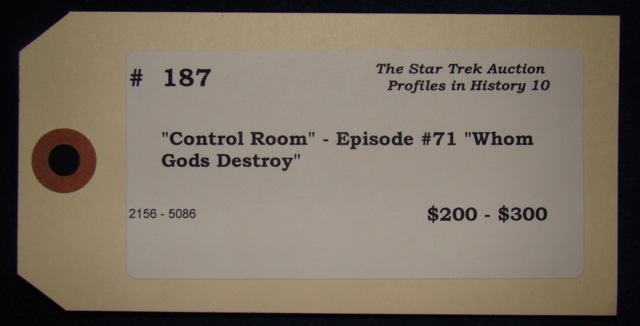 # 187
The Star Trek Auction
Profiles in History 10
"Control Room" - Episode #71 "Whom
Gods Destroy"
2156 - 5086
$200 - $300